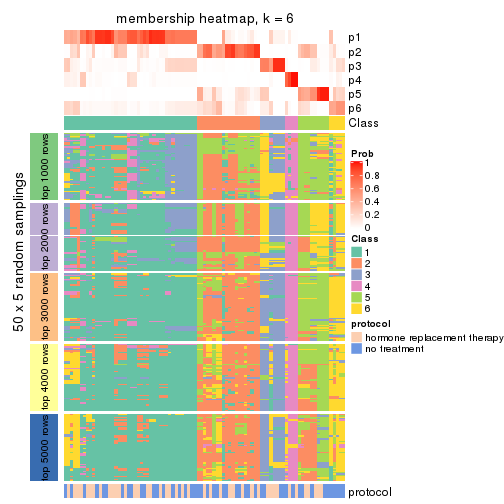 membership heatmap, k = 6
p1
p2
p3
p4
p5
p6
Class
50 x 5 random samplings
top 1000 rows
top 2000 rows
top 3000 rows
top 4000 rows
top 5000 rows
protocol
Prob
1
0.8
0.6
0.4
0.2
0
Class
1
2
3
4
5
6
protocol
hormone replacement therapy
no treatment